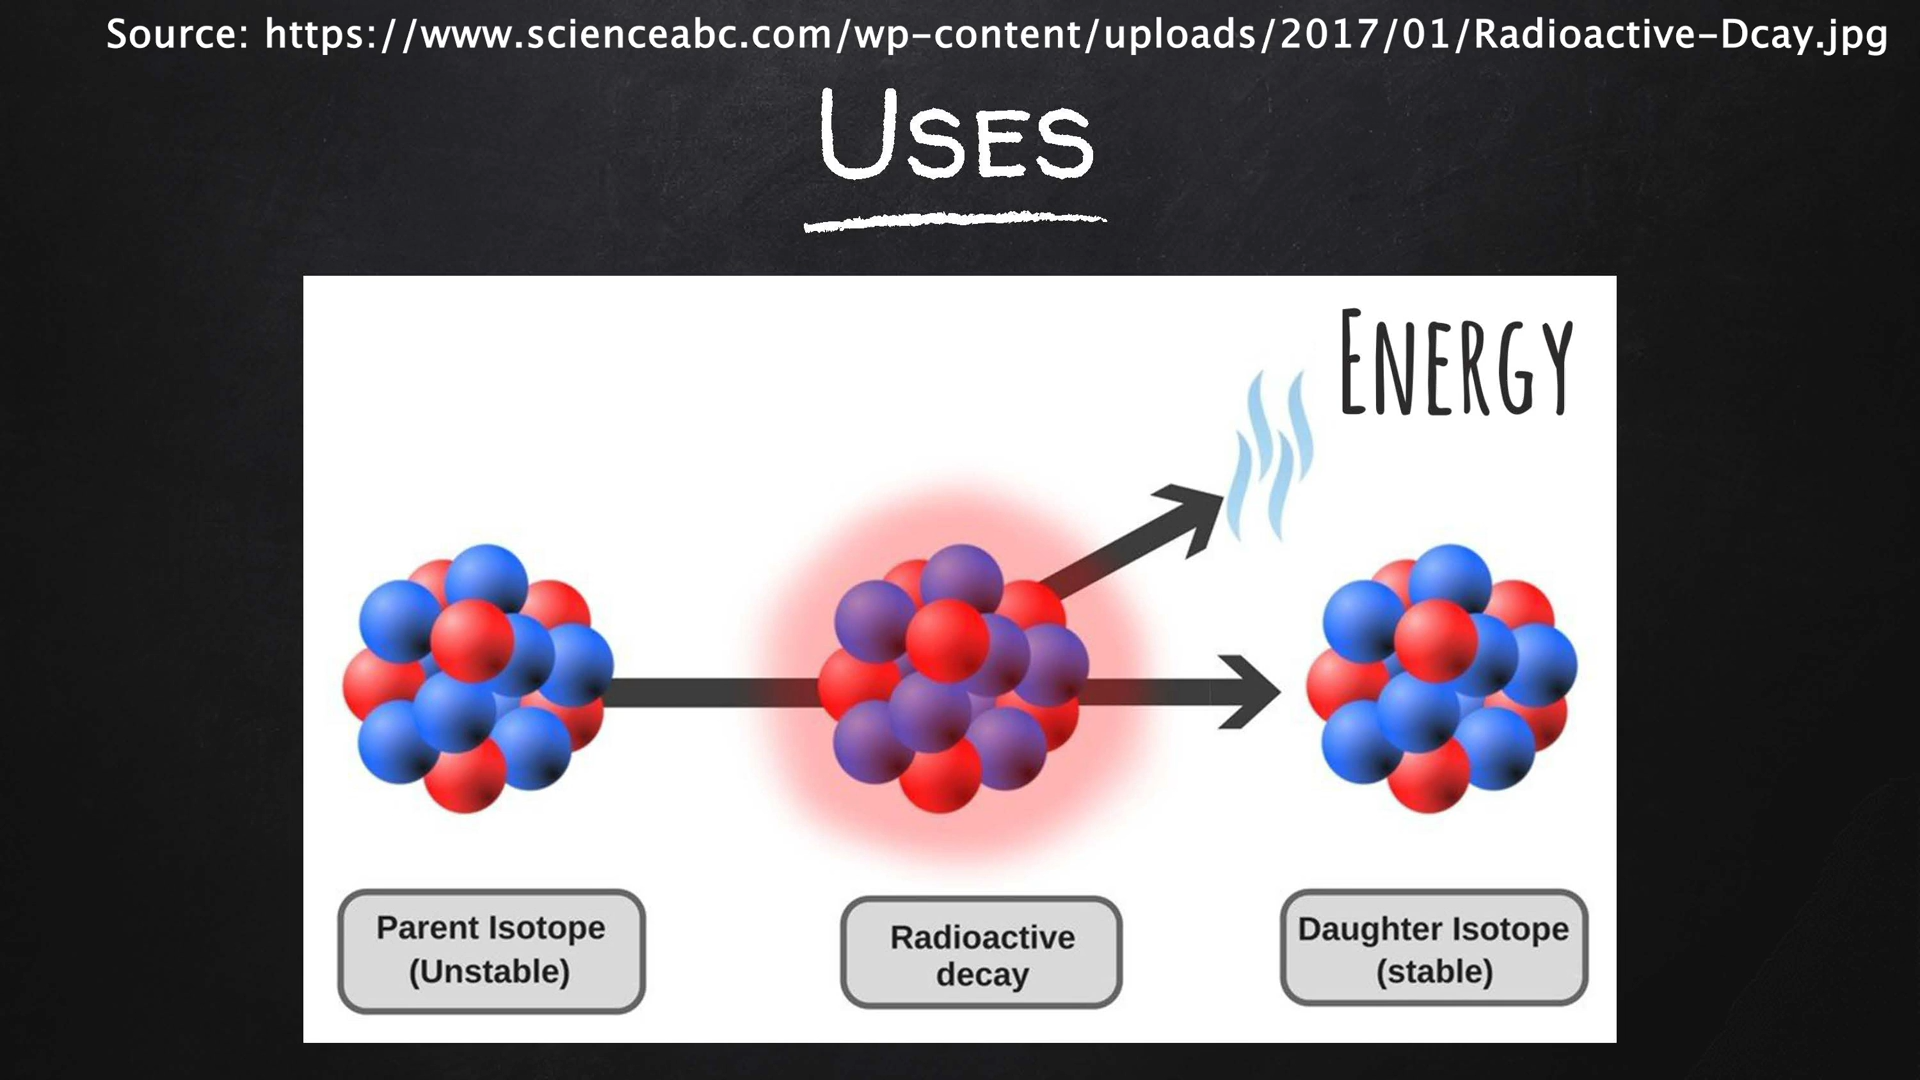 Source: https://www.scienceabc.com/wp-content/uploads/2017/01/Radioactive-Dcay.jpg
USES
ENERGY
Parent Isotope
(Unstable)
Radioactive
decay
Daughter Isotope
(stable)